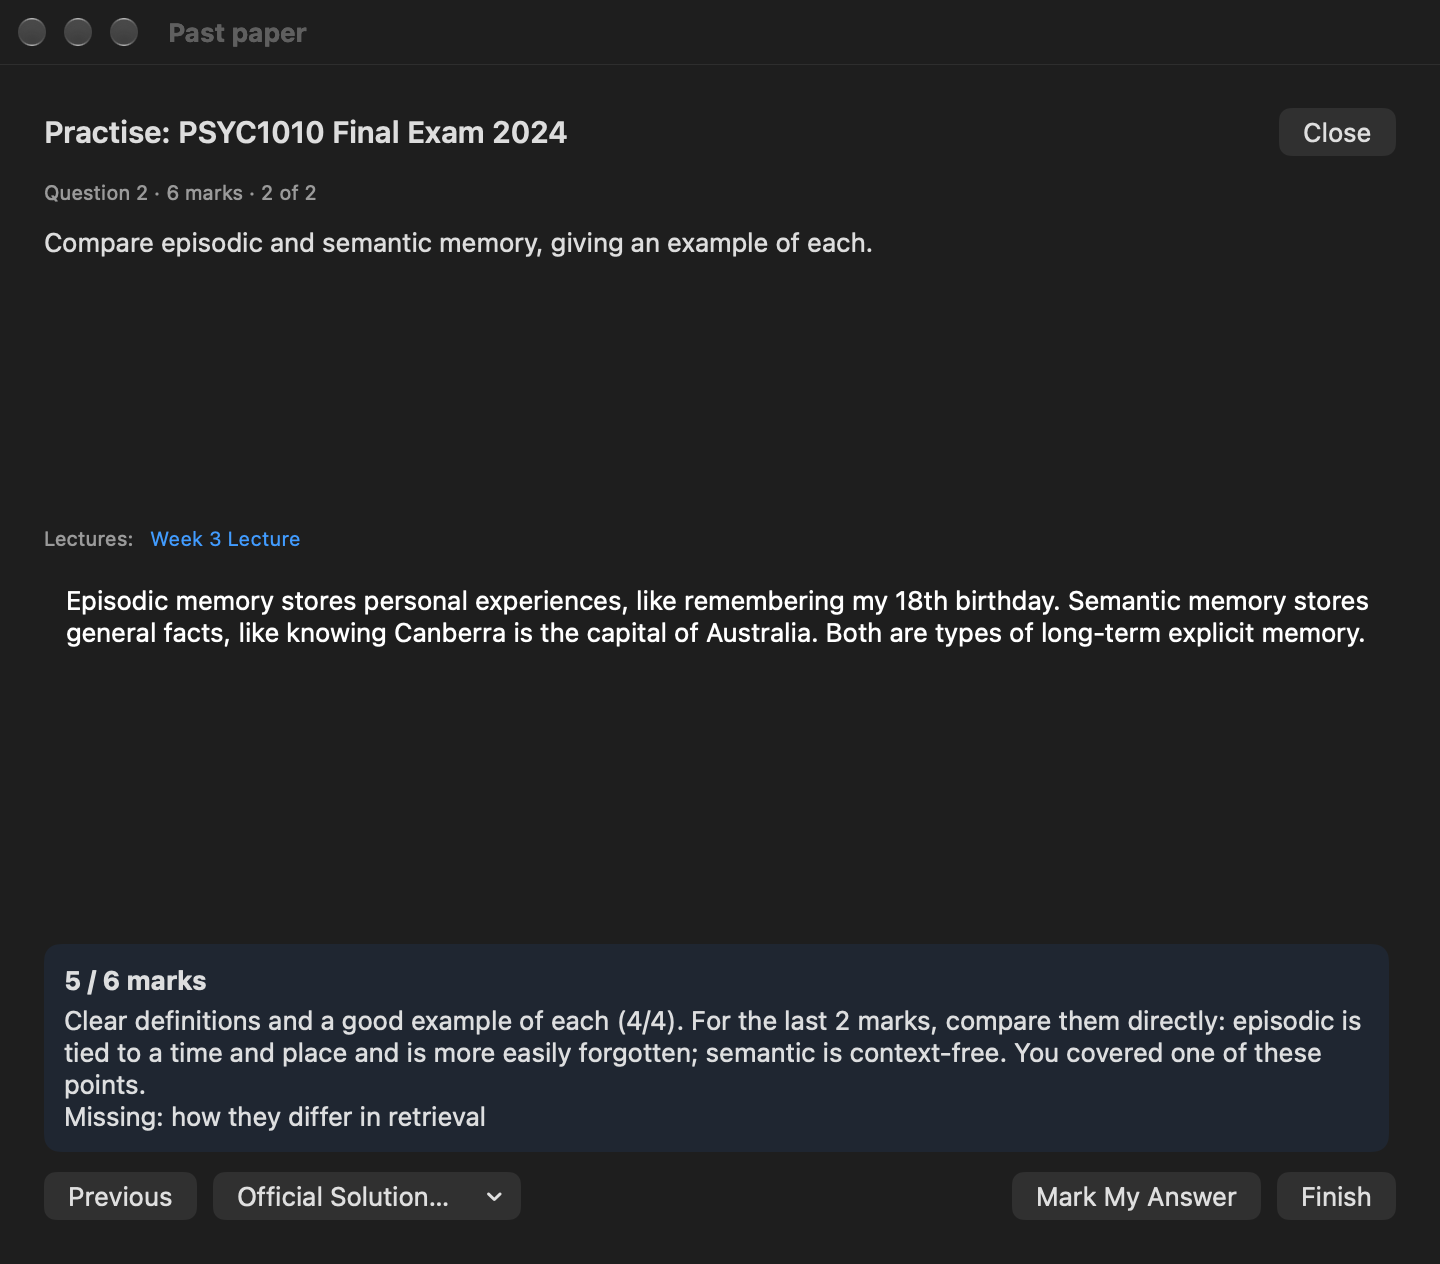 Past paper
Practise: PSYC1010 Final Exam 2024
Close
Question 2 · 6 marks · 2 of 2
Compare episodic and semantic memory, giving an example of each.
Lectures: Week 3 Lecture
Episodic memory stores personal experiences, like remembering my 18th birthday. Semantic memory stores
general facts, like knowing Canberra is the capital of Australia. Both are types of long-term explicit memory.
5 / 6 marks
Clear definitions and a good example of each (4/4). For the last 2 marks, compare them directly: episodic is
tied to a time and place and is more easily forgotten; semantic is context-free. You covered one of these
points.
Missing: how they differ in retrieval
Previous
Official Solution...
Mark My Answer
Finish